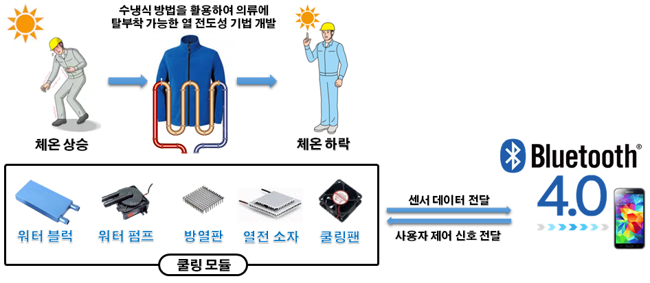 수냉식 방법을 활용하여 의류에
탈부착 가능한 열 전도성 기법 개발
체온 상승
체온 하락
워터 블럭
워터 펌프
방열판
열전 소자
쿨링팬
쿨링 모듈
센서 데이터 전달
사용자 제어 신호 전달
Bluetooth®
4.0